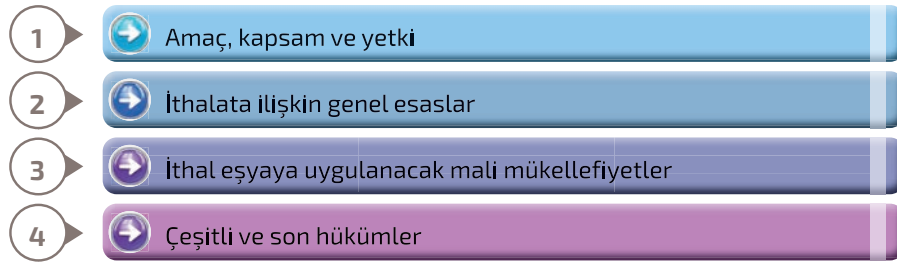 1 Amaç, kapsam ve yetki
2 İthalata ilişkin genel esaslar
3 İthal eşyaya uygulanacak mali mükellefiyetler
4 Çeşitli ve son hükümler